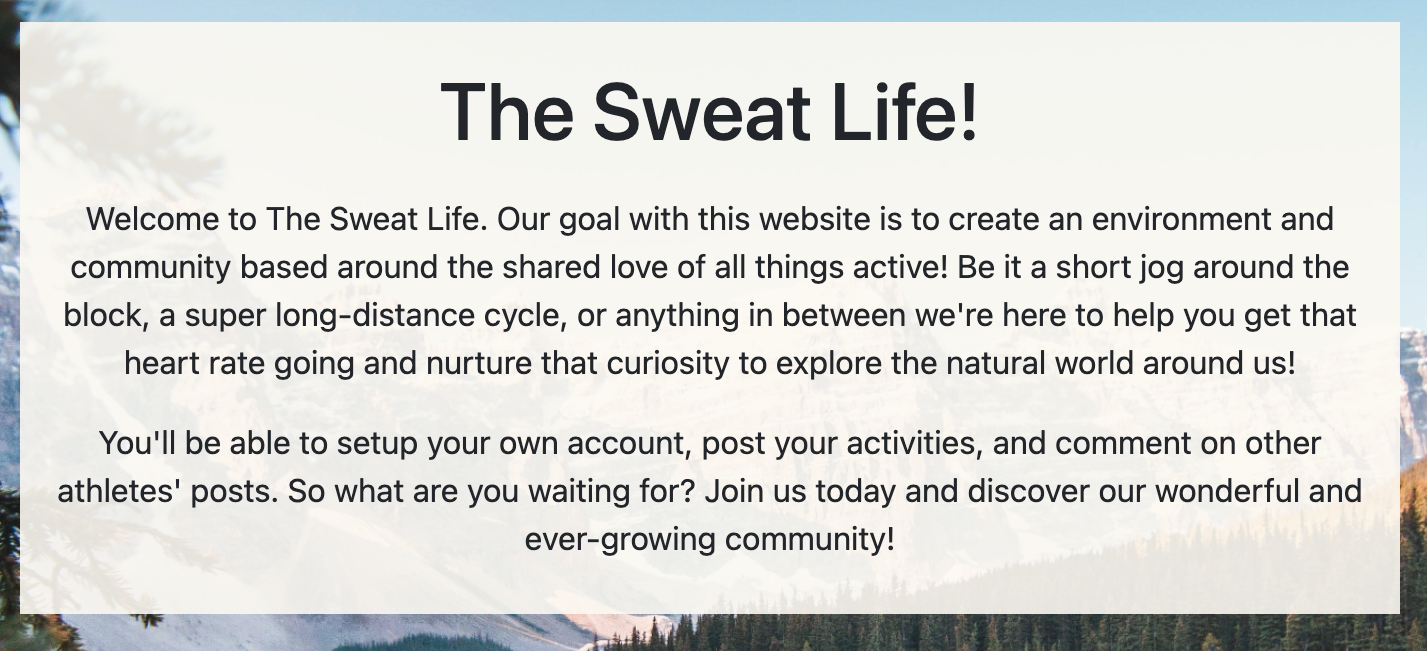 The Sweat Life!
Welcome to The Sweat Life. Our goal with this website is to create an environment and
community based around the shared love of all things active! Be it a short jog around the
block, a super long-distance cycle, or anything in between we're here to help you get that
heart rate going and nurture that curiosity to explore the natural world around us!
You'll be able to setup your own account, post your activities, and comment on other
athletes' posts. So what are you waiting for? Join us today and discover our wonderful and
ever-growing community!